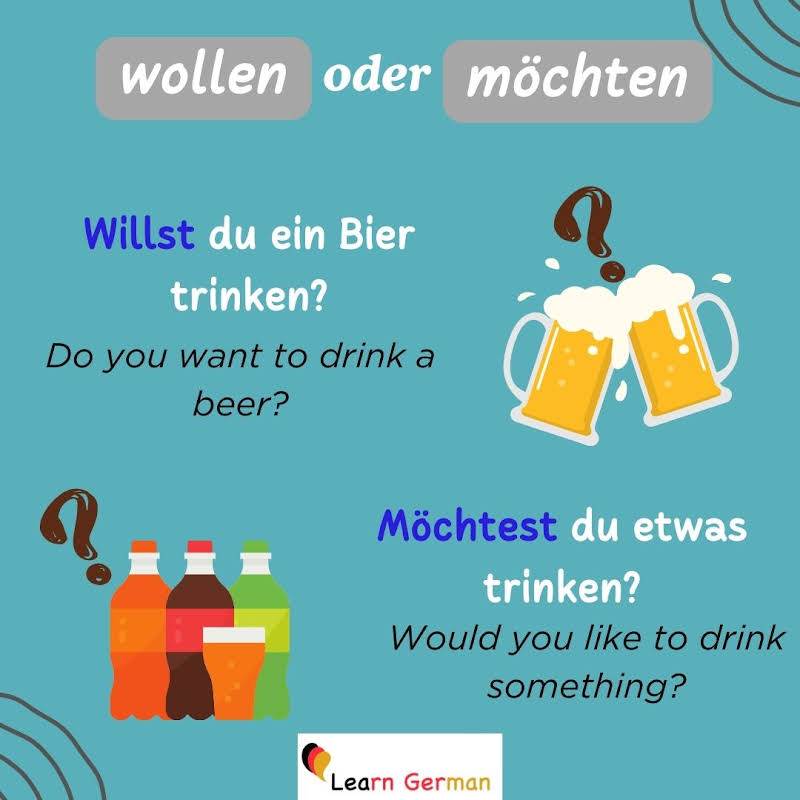 wollen oder möchten
Willst du ein Bier
trinken?
Do you want to drink a
beer?
Möchtest du etwas
trinken?
Would you like to drink
something?
Learn German